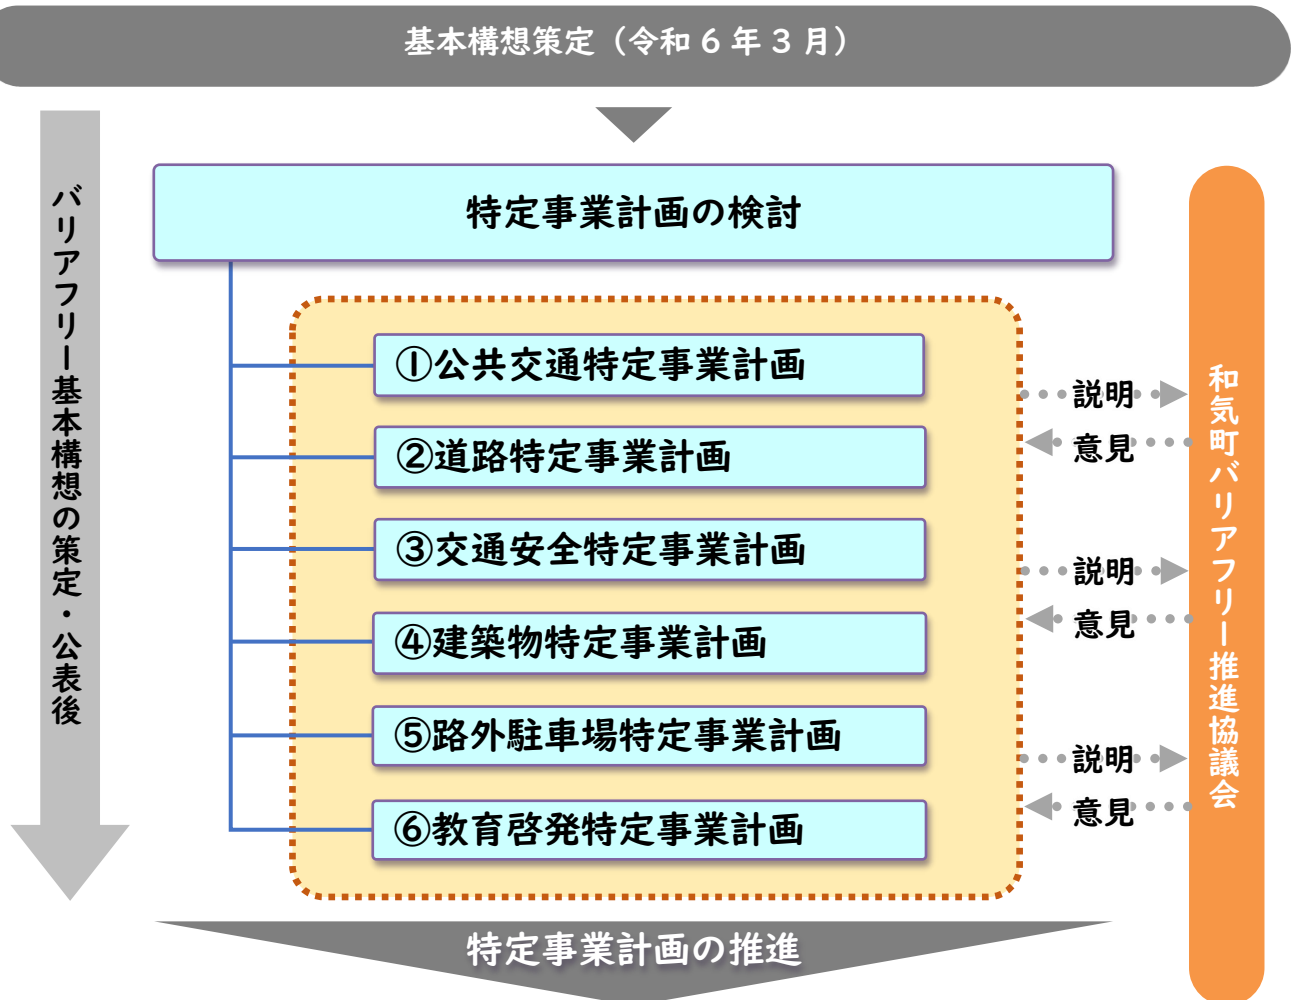 基本構想策定（令和６年３月）
バリアフリー基本構想の策定・公表後
特定事業計画の検討
①公共交通特定事業計画
②道路特定事業計画
③交通安全特定事業計画
④建築物特定事業計画
⑤路外駐車場特定事業計画
⑥教育啓発特定事業計画
説明
意見
説明
意見
説明
意見
和気町バリアフリー推進協議会
特定事業計画の推進